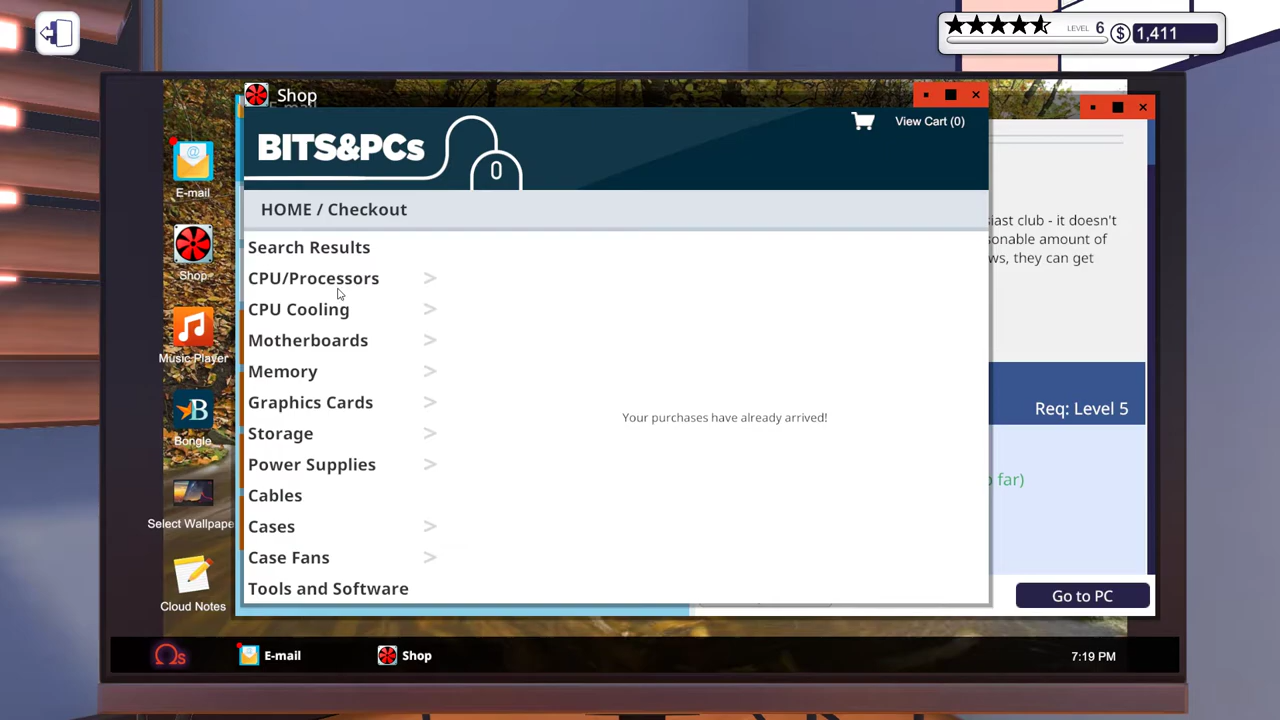 LEVEL 6 $ 1,411
Shop
BITS&PCs
View Cart (0)
HOME / Checkout
Search Results
CPU/Processors >
CPU Cooling >
Motherboards >
Memory >
Graphics Cards >
Storage >
Power Supplies >
Cables
Cases >
Case Fans >
Tools and Software
Your purchases have already arrived!
iast club - it doesn't
sonable amount of
ws, they can get
Req: Level 5
o far)
Go to PC
E-mail
Shop
Music Player
Bongle
Select Wallpape
Cloud Notes
Ωs
E-mail
Shop
7:19 PM